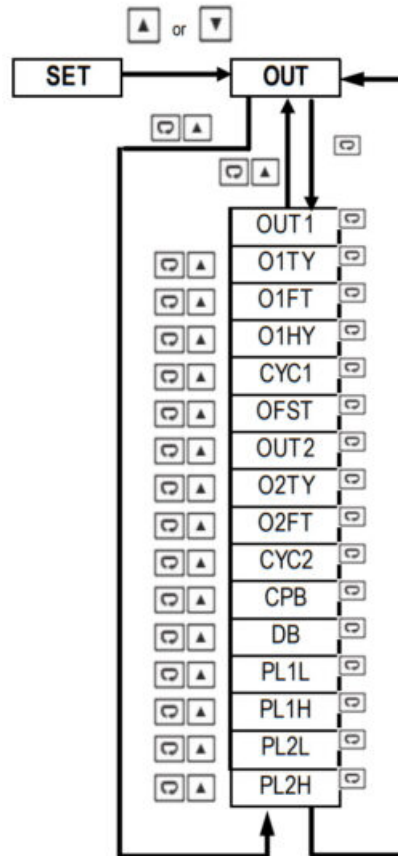 or
SET
OUT
OUT1
O1TY
O1FT
O1HY
CYC1
OFST
OUT2
O2TY
O2FT
CYC2
CPB
DB
PL1L
PL1H
PL2L
PL2H